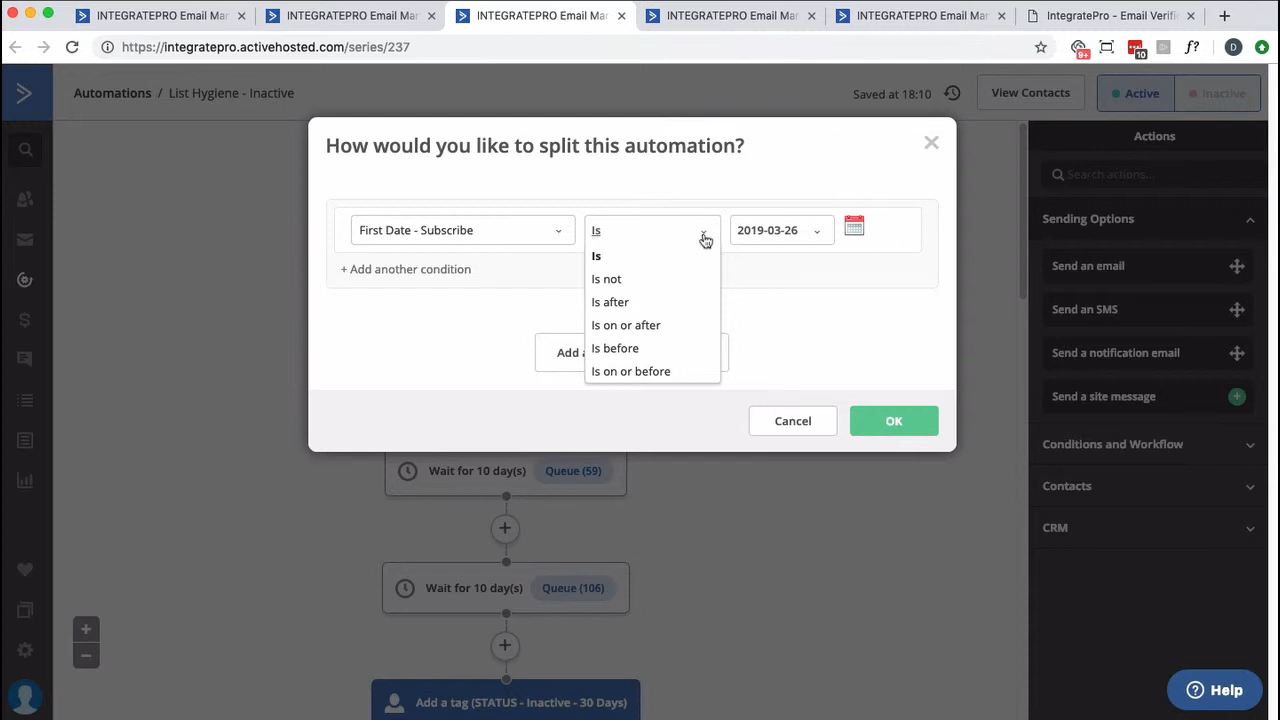 INTEGRATEPRO Email Mar
INTEGRATEPRO Email Mar
INTEGRATEPRO Email Mar
INTEGRATEPRO Email Mar
INTEGRATEPRO Email Mar
IntegratePro - Email Verifi
https://integratepro.activehosted.com/series/237
9+
10
f?
D
Automations / List Hygiene - Inactive
Saved at 18:10
View Contacts
Active
Inactive
How would you like to split this automation?
First Date - Subscribe
Is
2019-03-26
Is
Is not
Is after
Is on or after
Is before
Is on or before
+ Add another condition
Add a
Cancel
OK
Wait for 10 day(s)
Queue (59)
Wait for 10 day(s)
Queue (106)
Add a tag (STATUS - Inactive - 30 Days)
Actions
Search actions...
Sending Options
Send an email
Send an SMS
Send a notification email
Send a site message
Conditions and Workflow
Contacts
CRM
Help